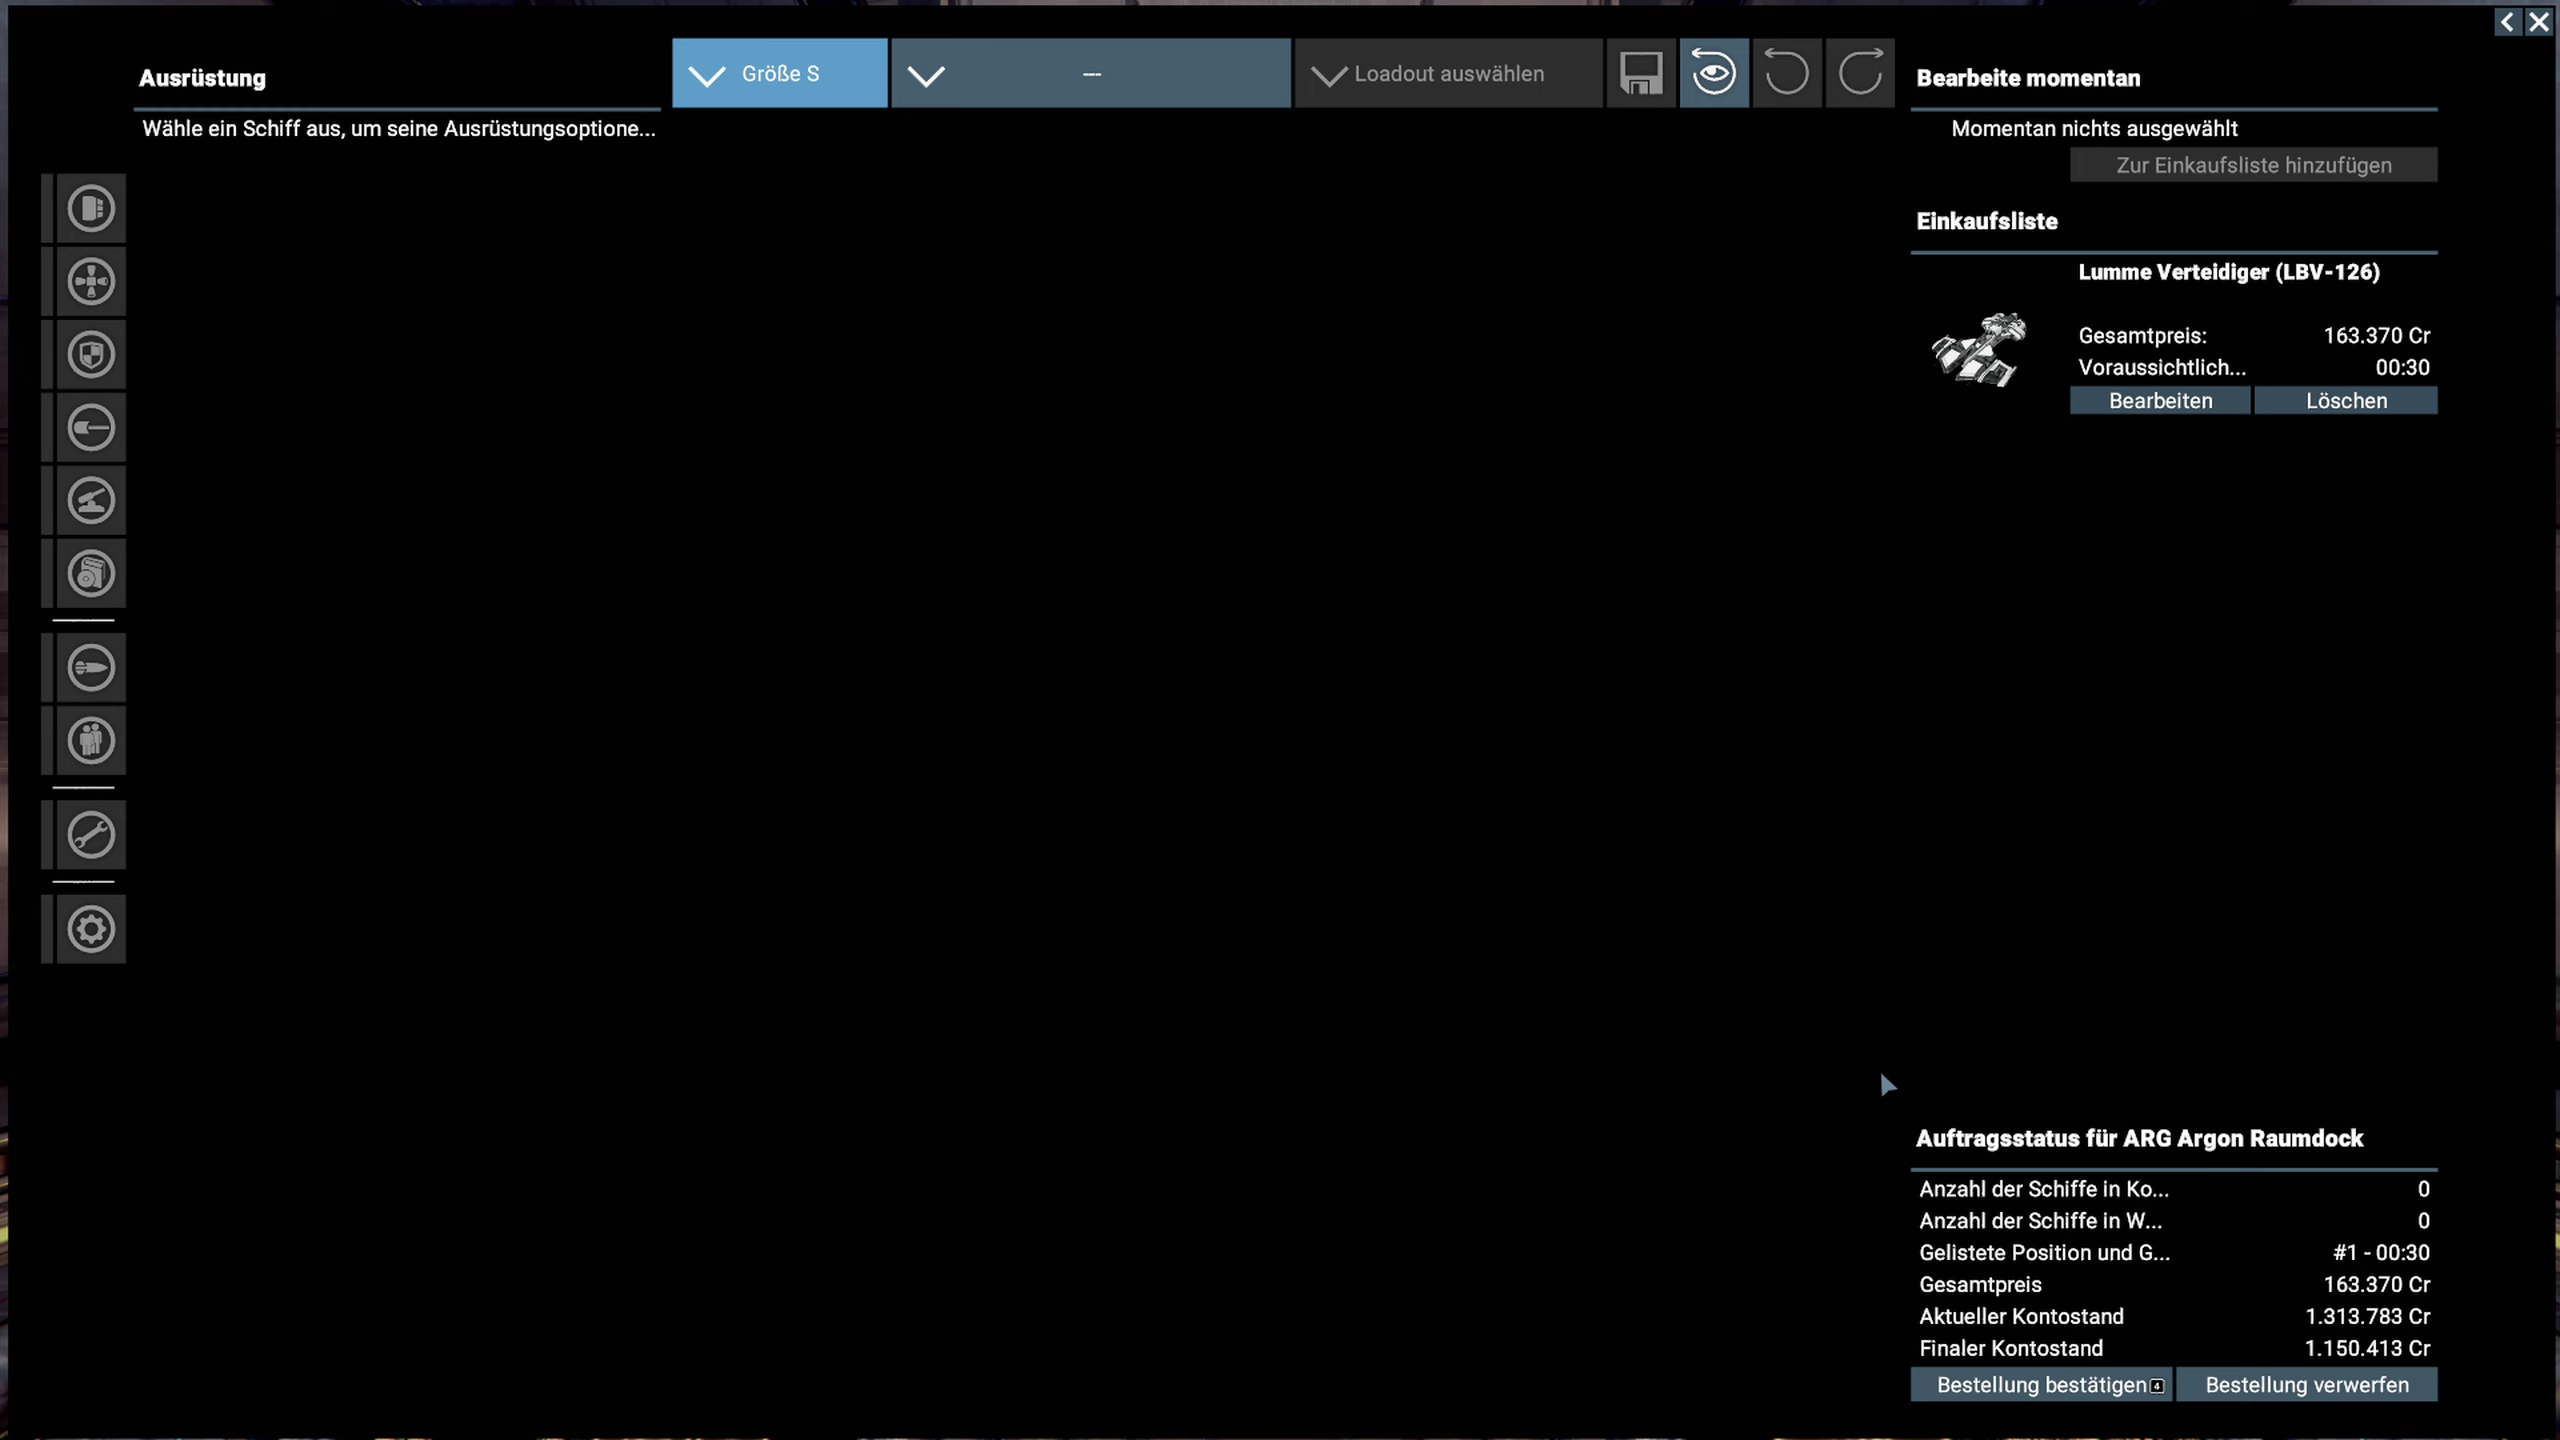 Ausrüstung
Wähle ein Schiff aus, um seine Ausrüstungsoptione...
Größe S
---
Loadout auswählen
Bearbeite momentan
Momentan nichts ausgewählt
Zur Einkaufsliste hinzufügen
Einkaufsliste
Lumme Verteidiger (LBV-126)
Gesamtpreis: 163.370 Cr
Voraussichtlich... 00:30
Bearbeiten Löschen
Auftragsstatus für ARG Argon Raumdock
Anzahl der Schiffe in Ko... 0
Anzahl der Schiffe in W... 0
Gelistete Position und G... #1 - 00:30
Gesamtpreis 163.370 Cr
Aktueller Kontostand 1.313.783 Cr
Finaler Kontostand 1.150.413 Cr
Bestellung bestätigen 4 Bestellung verwerfen